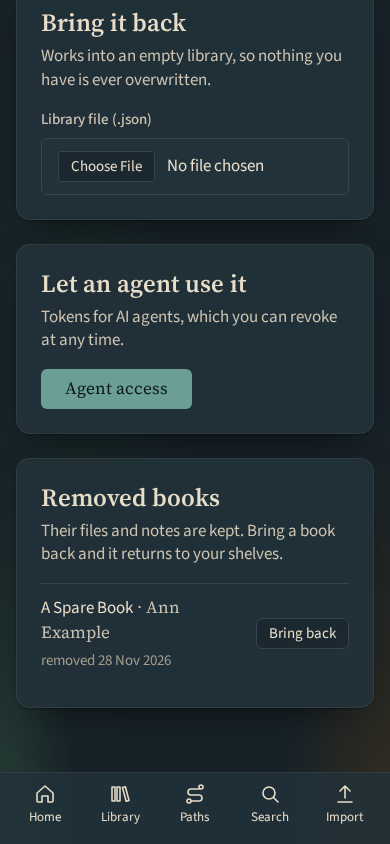 Bring it back
Works into an empty library, so nothing you
have is ever overwritten.
Library file (.json)
Choose File No file chosen
Let an agent use it
Tokens for AI agents, which you can revoke
at any time.
Agent access
Removed books
Their files and notes are kept. Bring a book
back and it returns to your shelves.
A Spare Book · Ann
Example
Bring back
removed 28 Nov 2026
Home Library Paths Search Import